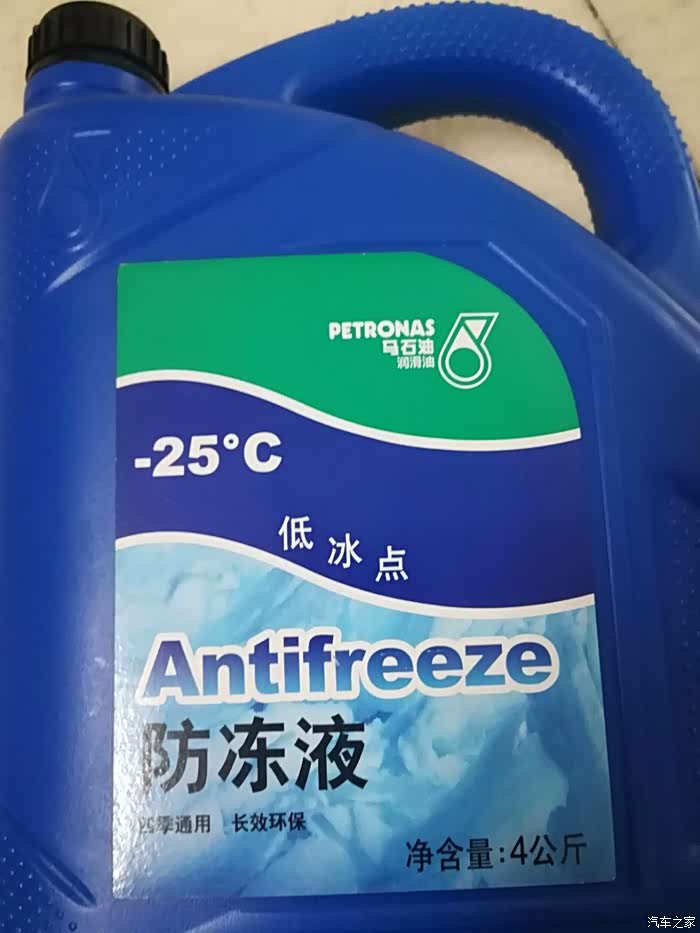 PETRONAS
马石油
润滑油
-25°C
低冰点
Antifreeze
防冻液
四季通用 长效环保
净含量:4公斤
汽车之家